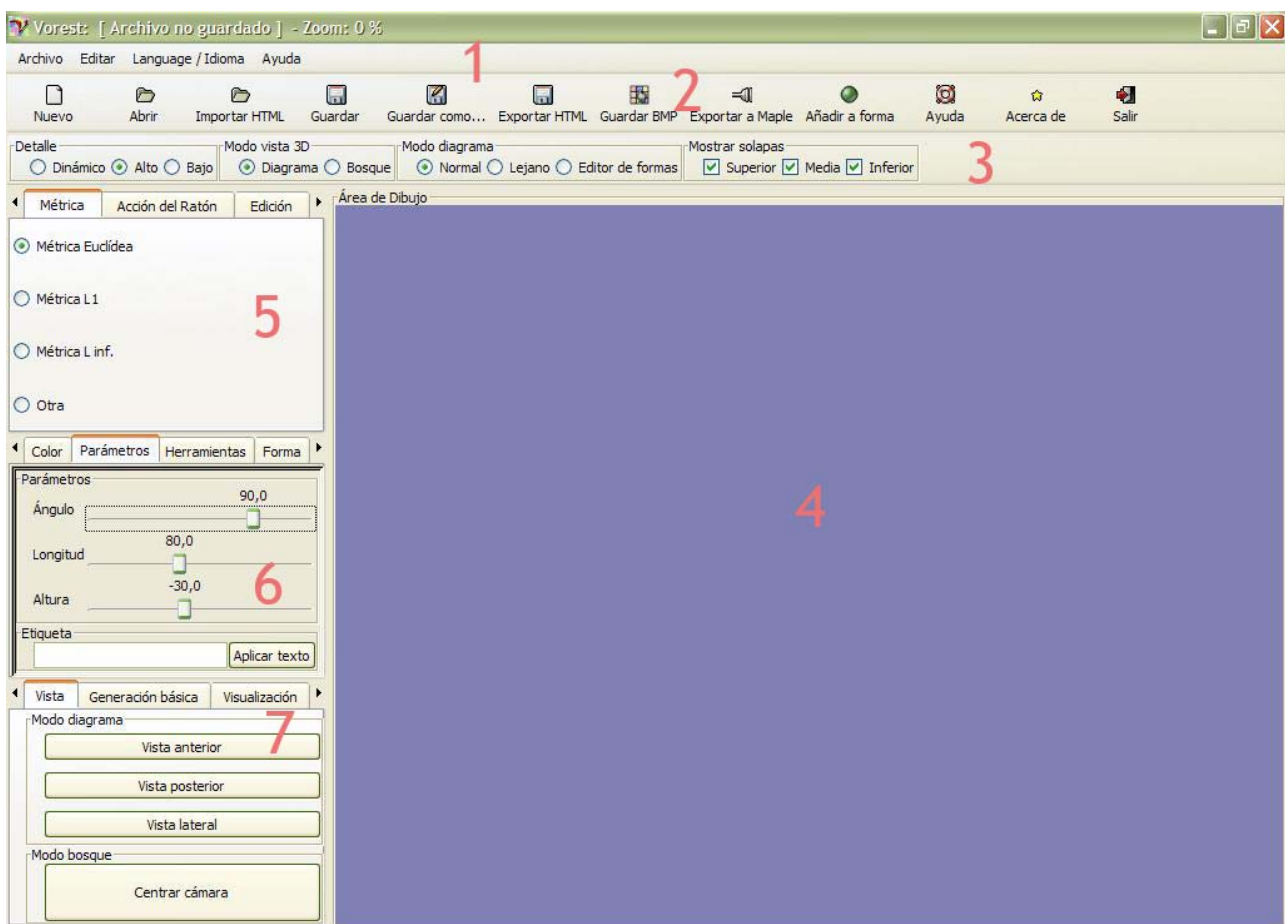 Vorest: [ Archivo no guardado ] - Zoom: 0 %
1
Archivo Editar Language / Idioma Ayuda
2
Nuevo Abrir Importar HTML Guardar Guardar como... Exportar HTML Guardar BMP Exportar a Maple Añadir a forma Ayuda Acerca de Salir
Detalle Modo vista 3D Modo diagrama Mostrar solapas
3
Dinámico Alto Bajo Diagrama Bosque Normal Lejano Editor de formas Superior Media Inferior
Métrica Acción del Ratón Edición
Métrica Euclídea
Métrica L1
5
Métrica L inf.
Otra
Color Parámetros Herramientas Forma
Parámetros
90,0
Ángulo
80,0
Longitud
-30,0
6
Altura
Etiqueta
Aplicar texto
Vista Generación básica Visualización
Modo diagrama
7
Vista anterior
Vista posterior
Vista lateral
Modo bosque
Centrar cámara
Área de Dibujo
4